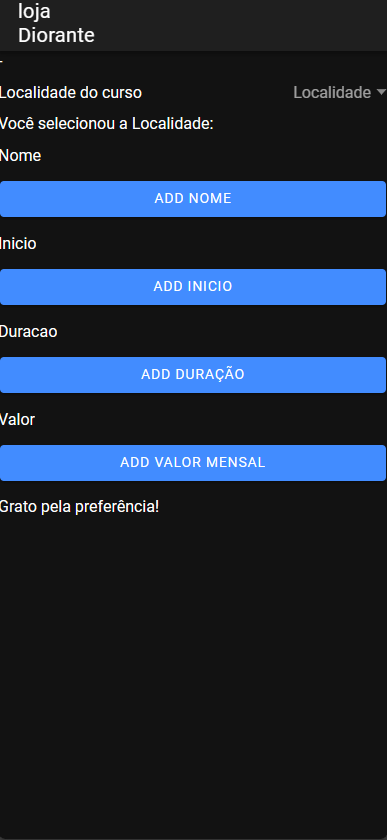 loja
Diorante
-
Localidade do curso Localidade
Você selecionou a Localidade:
Nome
ADD NOME
Inicio
ADD INICIO
Duracao
ADD DURAÇÃO
Valor
ADD VALOR MENSAL
Grato pela preferência!